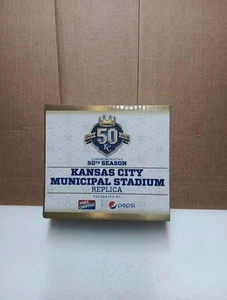 50
KC
COMMEMORATIVE
50TH SEASON
KANSAS CITY
MUNICIPAL STADIUM
REPLICA
PRESENTED BY
pepsi